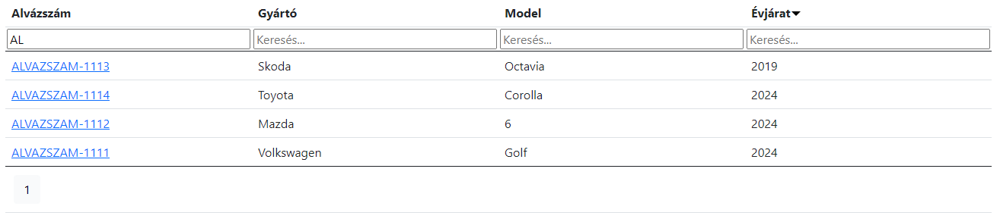 Alvázszám Gyártó Model Évjárat
AL Keresés... Keresés... Keresés...
ALVAZSZAM-1113 Skoda Octavia 2019
ALVAZSZAM-1114 Toyota Corolla 2024
ALVAZSZAM-1112 Mazda 6 2024
ALVAZSZAM-1111 Volkswagen Golf 2024
1